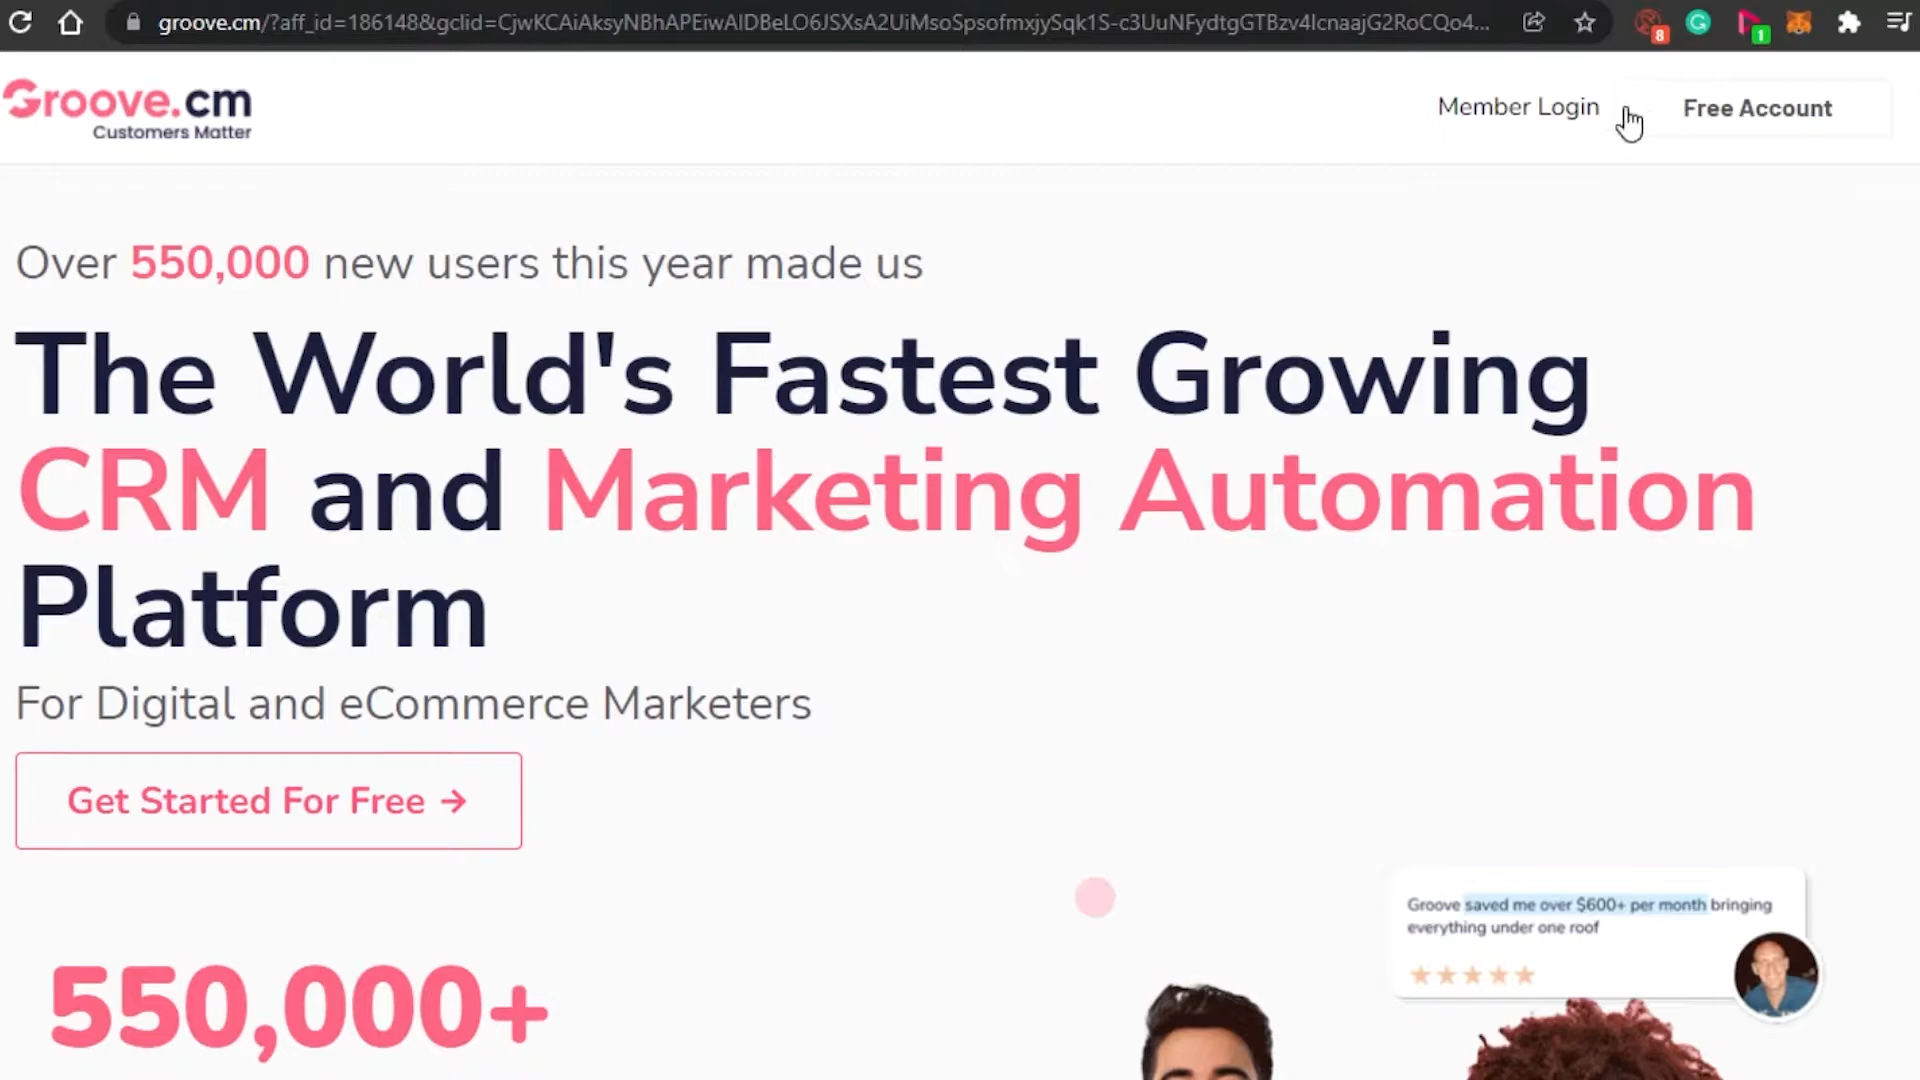 groove.cm/?aff_id=186148&gclid=CjwKCAiAksyNBhAPEiwAlDBeLO6JSXsA2UiMsoSpsofmxjySqk1S-c3UuNFydtgGTBzv4lcnaajG2RoCQo4...
8
1
Groove.cm
Customers Matter
Member Login
Free Account
Over 550,000 new users this year made us
The World's Fastest Growing
CRM and Marketing Automation
Platform
For Digital and eCommerce Marketers
Get Started For Free →
Groove saved me over $600+ per month bringing
everything under one roof
550,000+